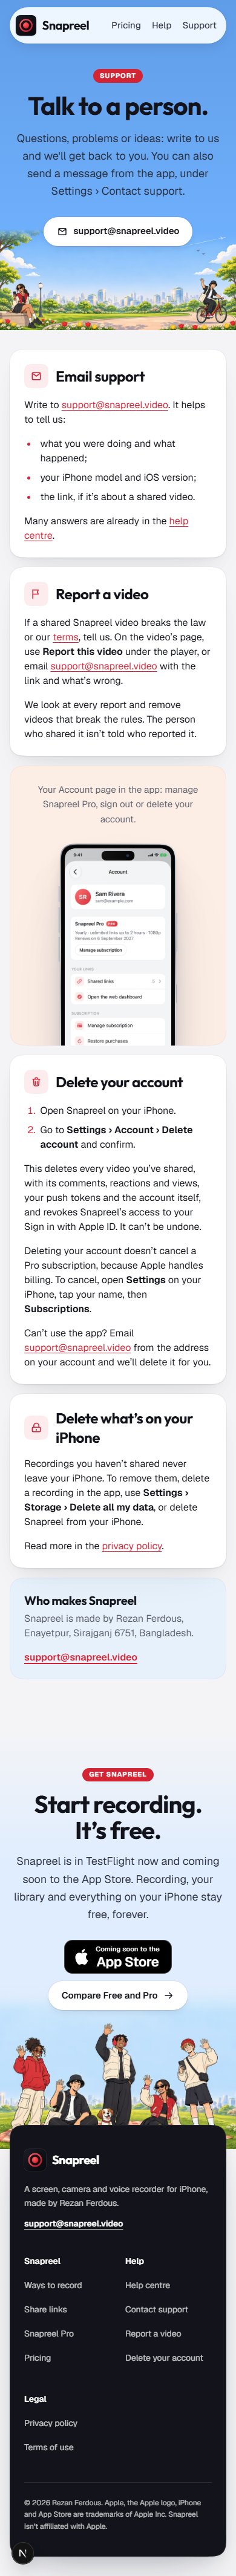 Snapreel Pricing Help Support
SUPPORT
Talk to a person.
Questions, problems or ideas: write to us
and we'll get back to you. You can also
send a message from the app, under
Settings › Contact support.
support@snapreel.video
Email support
Write to support@snapreel.video. It helps
to tell us:
• what you were doing and what
happened;
• your iPhone model and iOS version;
• the link, if it's about a shared video.
Many answers are already in the help
centre.
Report a video
If a shared Snapreel video breaks the law
or our terms, tell us. On the video's page,
use Report this video under the player, or
email support@snapreel.video with the
link and what's wrong.
We look at every report and remove
videos that break the rules. The person
who shared it isn't told who reported it.
Your Account page in the app: manage
Snapreel Pro, sign out or delete your
account.
9:41
Account
SR
Sam Rivera
sam@example.com
Snapreel Pro PRO
Yearly · unlimited links up to 2 hours · 1080p
Renews on 6 September 2027
Manage subscription
YOUR LINKS
Shared links
Open the web dashboard
SUBSCRIPTION
Manage subscription
Restore purchases
Delete your account
1. Open Snapreel on your iPhone.
2. Go to Settings › Account › Delete
account and confirm.
This deletes every video you've shared,
with its comments, reactions and views,
your push tokens and the account itself,
and revokes Snapreel's access to your
Sign in with Apple ID. It can't be undone.
Deleting your account doesn't cancel a
Pro subscription, because Apple handles
billing. To cancel, open Settings on your
iPhone, tap your name, then
Subscriptions.
Can't use the app? Email
support@snapreel.video from the address
on your account and we'll delete it for you.
Delete what's on your
iPhone
Recordings you haven't shared never
leave your iPhone. To remove them, delete
a recording in the app, use Settings ›
Storage › Delete all my data, or delete
Snapreel from your iPhone.
Read more in the privacy policy.
Who makes Snapreel
Snapreel is made by Rezan Ferdous,
Enayetpur, Sirajganj 6751, Bangladesh.
support@snapreel.video
GET SNAPREEL
Start recording.
It's free.
Snapreel is in TestFlight now and coming
soon to the App Store. Recording, your
library and everything on your iPhone stay
free, forever.
Coming soon to the
App Store
Compare Free and Pro →
Snapreel
A screen, camera and voice recorder for iPhone,
made by Rezan Ferdous.
support@snapreel.video
Snapreel
Ways to record
Share links
Snapreel Pro
Pricing
Help
Help centre
Contact support
Report a video
Delete your account
Legal
Privacy policy
Terms of use
© 2026 Rezan Ferdous. Apple, the Apple logo, iPhone
and App Store are trademarks of Apple Inc. Snapreel
isn't affiliated with Apple.
N